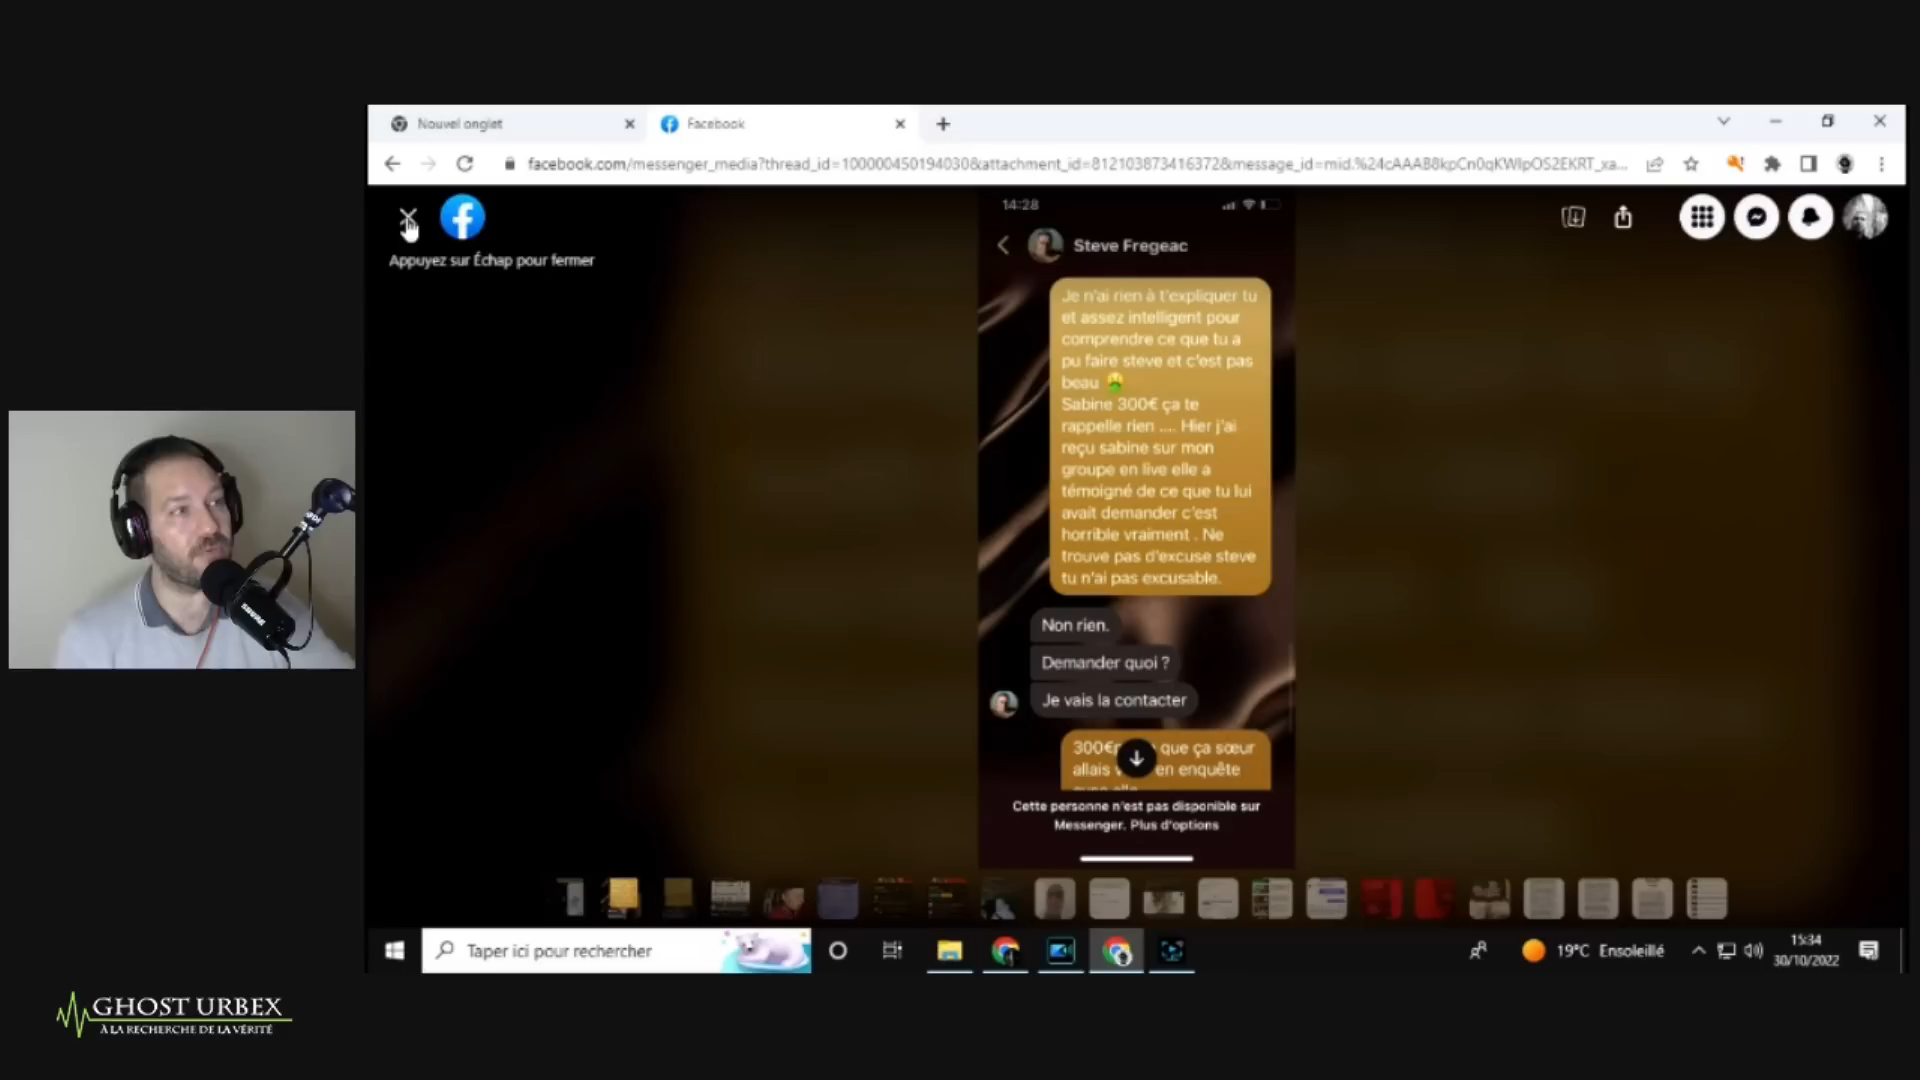 Nouvel onglet
Facebook
facebook.com/messenger_media?thread_id=100000450194030&attachment_id=812103873416372&message_id=mid.%24cAAAB8kpCn0qKWlpOS2EKRT_xa...
Appuyez sur Échap pour fermer
14:28
Steve Fregeac
Je n'ai rien à t'expliquer tu
et assez intelligent pour
comprendre ce que tu a
pu faire steve et c'est pas
beau 🤮
Sabine 300€ ça te
rappelle rien .... Hier j'ai
reçu sabine sur mon
groupe en live elle a
témoigné de ce que tu lui
avait demander c'est
horrible vraiment . Ne
trouve pas d'excuse steve
tu n'ai pas excusable.
Non rien.
Demander quoi ?
Je vais la contacter
300€ que ça sœur
allais en enquête
Cette personne n'est pas disponible sur
Messenger. Plus d'options
Taper ici pour rechercher
19°C Ensoleillé
15:34
30/10/2022
GHOST URBEX
À LA RECHERCHE DE LA VÉRITÉ